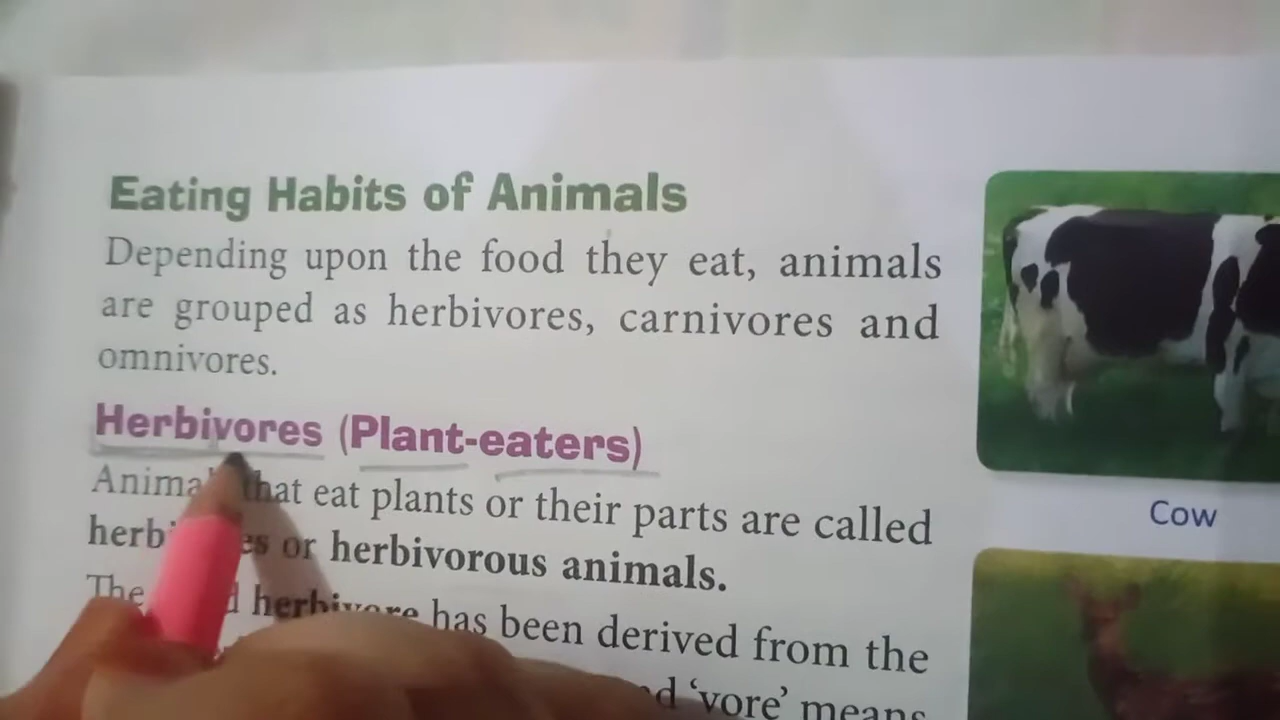 Eating Habits of Animals
Depending upon the food they eat, animals
are grouped as herbivores, carnivores and
omnivores.
Herbivores (Plant-eaters)
that eat plants or their parts are called
or herbivorous animals.
The herbivore has been derived from the
'vore' means
Cow